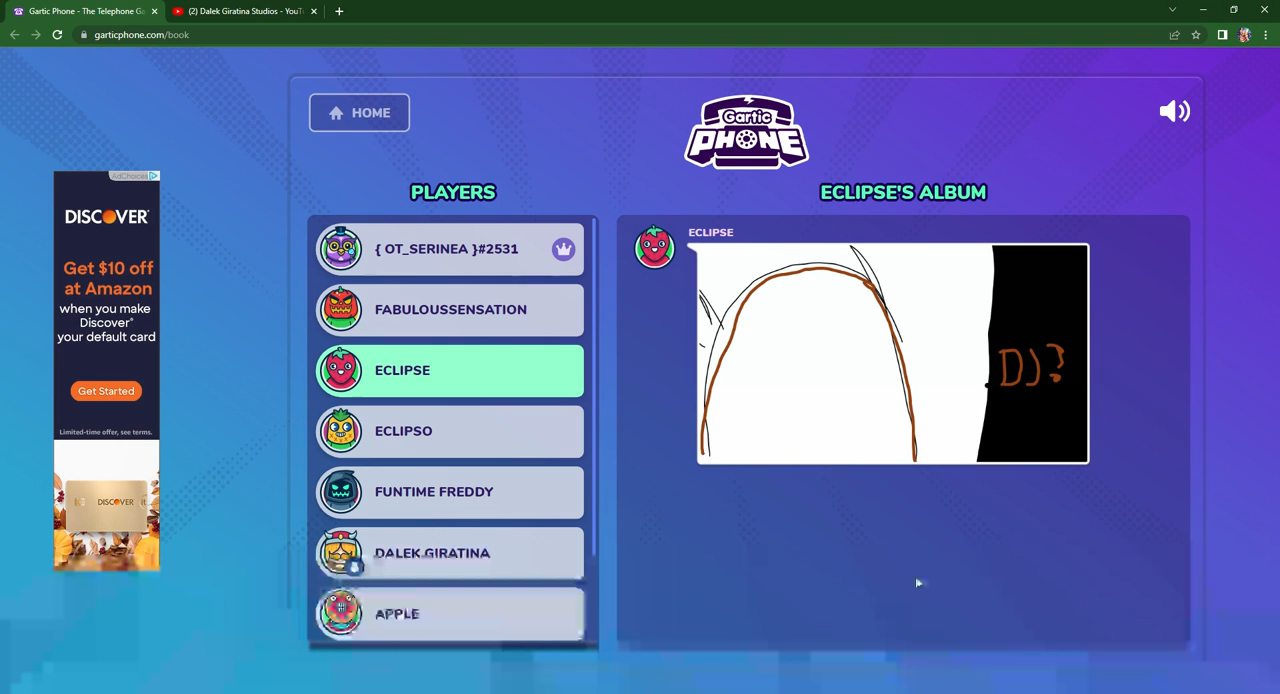 Gartic Phone - The Telephone Ga
(2) Dalek Giratina Studios - YouTu
garticphone.com/book
HOME
Gartic
PHONE
PLAYERS
ECLIPSE'S ALBUM
AdChoices
DISCOVER
Get $10 off
at Amazon
when you make
Discover®
your default card
Get Started
Limited-time offer, see terms.
DISCOVER
{ OT_SERINEA }#2531
FABULOUSSENSATION
ECLIPSE
ECLIPSO
FUNTIME FREDDY
DALEK GIRATINA
APPLE
ECLIPSE
DJ?